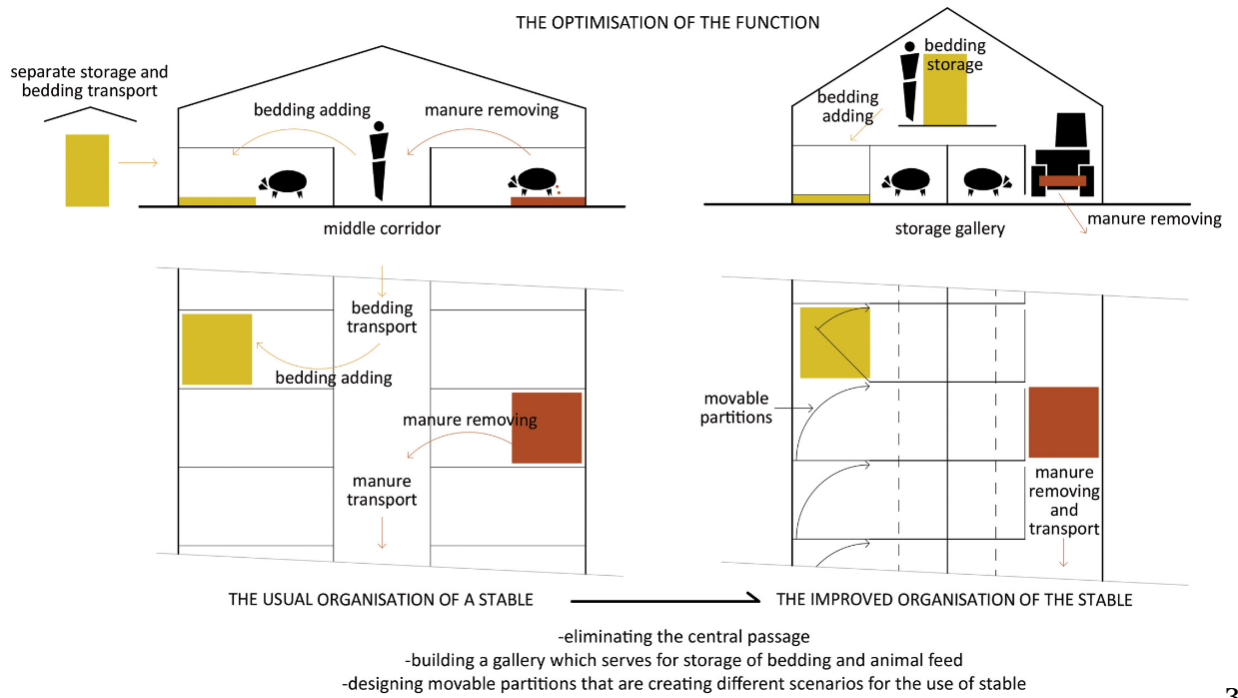 THE OPTIMISATION OF THE FUNCTION
separate storage and
bedding transport
bedding adding
manure removing
middle corridor
bedding
storage
bedding
adding
manure removing
storage gallery
bedding
transport
bedding adding
manure removing
manure
transport
movable
partitions
manure
removing
and
transport
THE USUAL ORGANISATION OF A STABLE
THE IMPROVED ORGANISATION OF THE STABLE
-eliminating the central passage
-building a gallery which serves for storage of bedding and animal feed
-designing movable partitions that are creating different scenarios for the use of stable
3